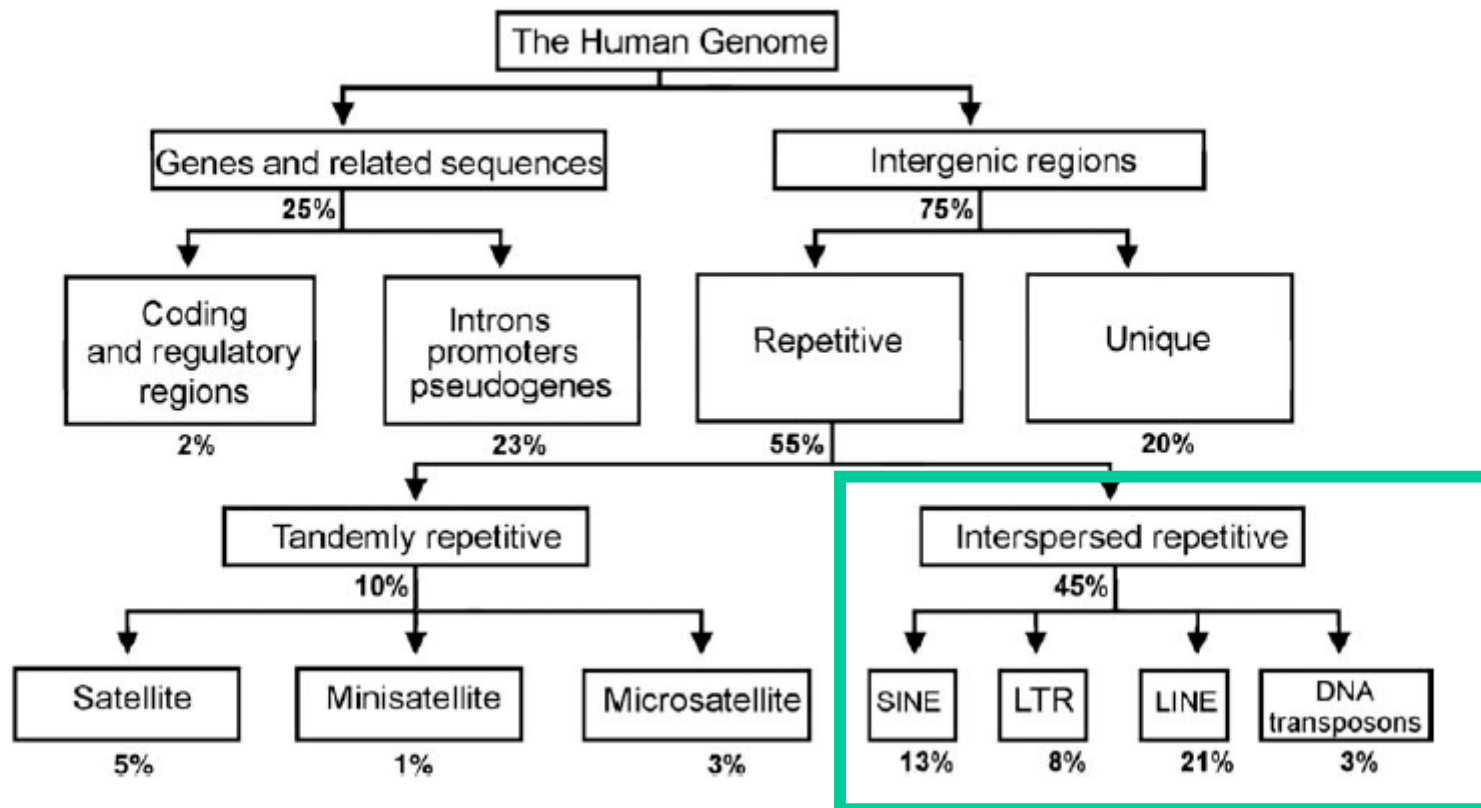 The Human Genome
Genes and related sequences
Intergenic regions
25%
75%
Coding
and regulatory
regions
Introns
promoters
pseudogenes
Repetitive
Unique
2%
23%
55%
20%
Tandemly repetitive
Interspersed repetitive
10%
45%
Satellite
Minisatellite
Microsatellite
SINE
LTR
LINE
DNA
transposons
5%
1%
3%
13%
8%
21%
3%